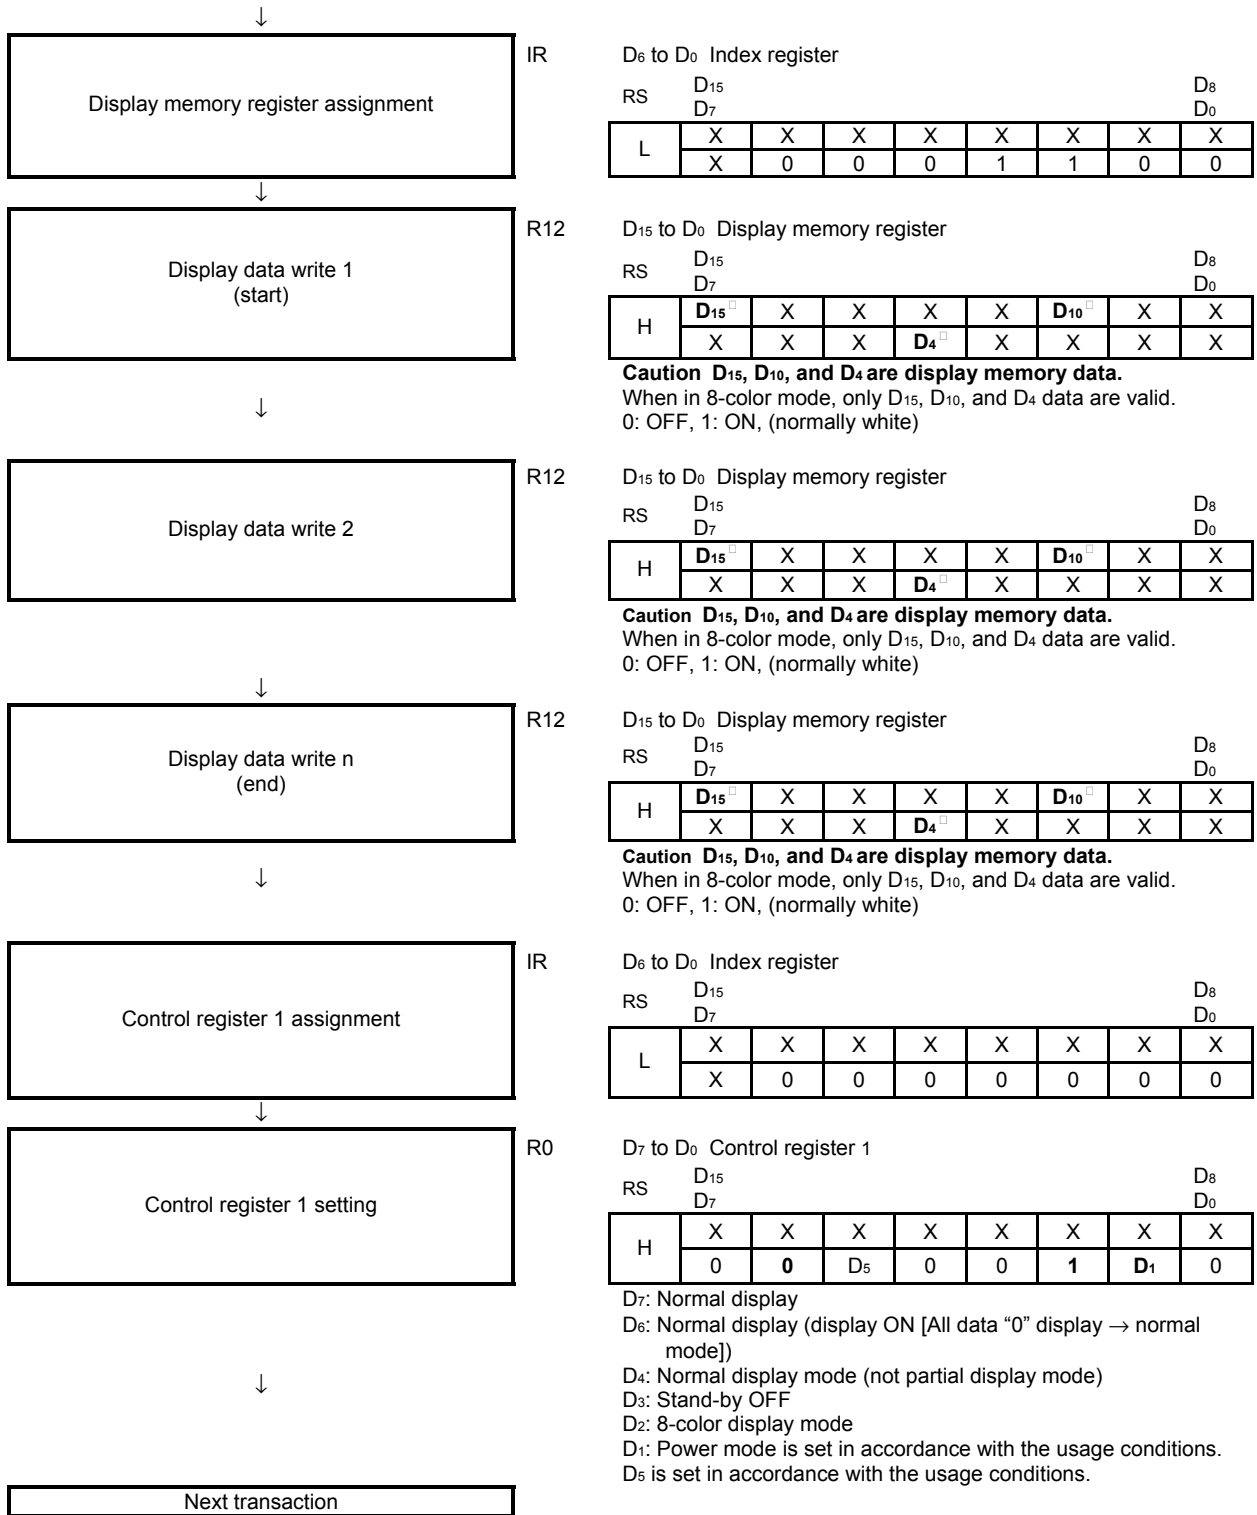 ↓
Display memory register assignment
IR
D6 to D0 Index register
RS D15 D8
D7 D0
L X X X X X X X X
X 0 0 0 1 1 0 0
↓
Display data write 1
(start)
R12
D15 to D0 Display memory register
RS D15 D8
D7 D0
H D15 X X X X D10 X X
X X X D4 X X X X
Caution D15, D10, and D4 are display memory data.
When in 8-color mode, only D15, D10, and D4 data are valid.
0: OFF, 1: ON, (normally white)
↓
Display data write 2
R12
D15 to D0 Display memory register
RS D15 D8
D7 D0
H D15 X X X X D10 X X
X X X D4 X X X X
Caution D15, D10, and D4 are display memory data.
When in 8-color mode, only D15, D10, and D4 data are valid.
0: OFF, 1: ON, (normally white)
↓
Display data write n
(end)
R12
D15 to D0 Display memory register
RS D15 D8
D7 D0
H D15 X X X X D10 X X
X X X D4 X X X X
Caution D15, D10, and D4 are display memory data.
When in 8-color mode, only D15, D10, and D4 data are valid.
0: OFF, 1: ON, (normally white)
↓
Control register 1 assignment
IR
D6 to D0 Index register
RS D15 D8
D7 D0
L X X X X X X X X
X 0 0 0 0 0 0 0
↓
Control register 1 setting
R0
D7 to D0 Control register 1
RS D15 D8
D7 D0
H X X X X X X X X
0 0 D5 0 0 1 D1 0
D7: Normal display
D6: Normal display (display ON [All data “0” display → normal
mode])
D4: Normal display mode (not partial display mode)
D3: Stand-by OFF
D2: 8-color display mode
D1: Power mode is set in accordance with the usage conditions.
D5 is set in accordance with the usage conditions.
↓
Next transaction